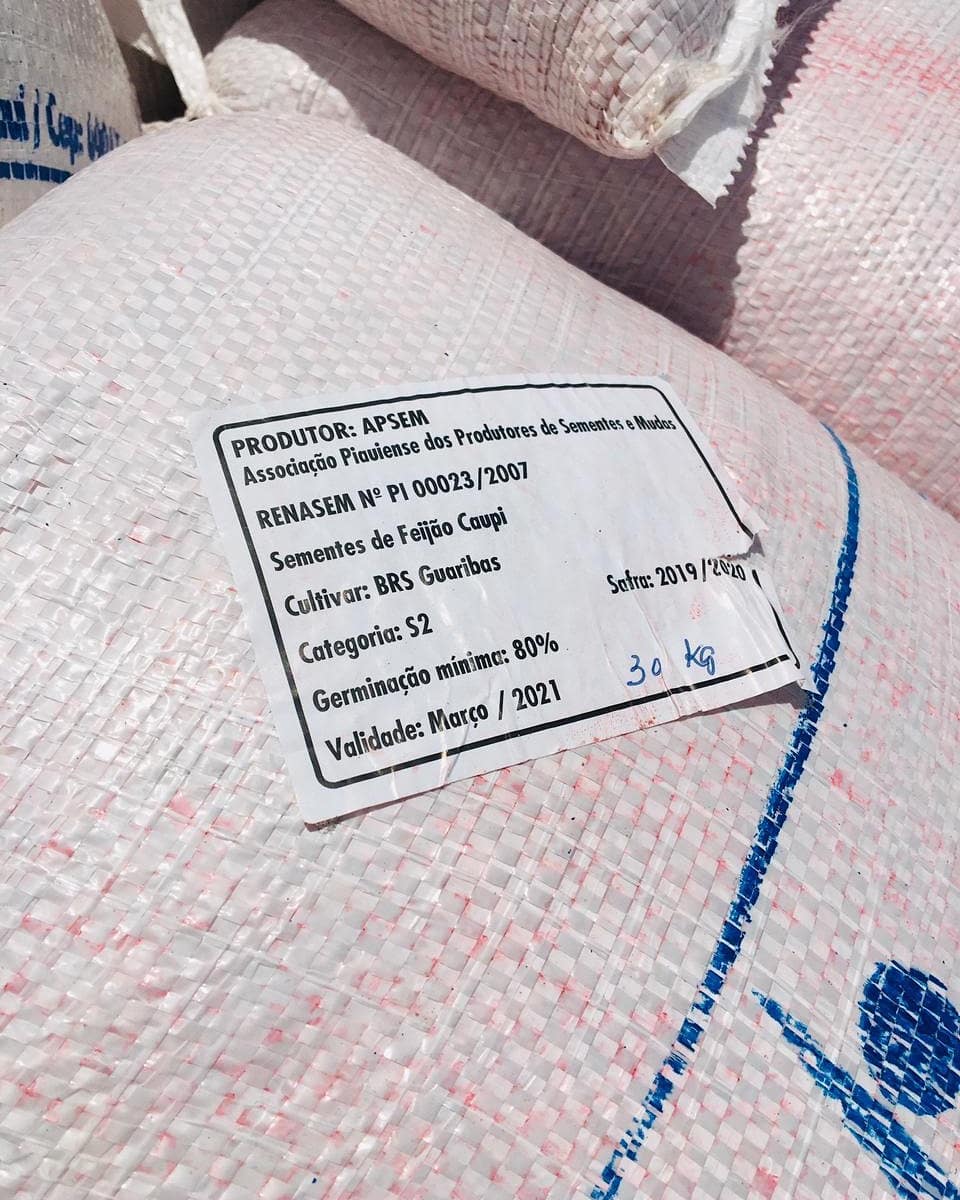 PRODUTOR: APSEM
Associação Piauiense dos Produtores de Sementes e Mudas
RENASEM Nº PI 00023/2007
Sementes de Feijão Caupi
Cultivar: BRS Guaribas
Safra: 2019/2020
Categoria: S2
Germinação mínima: 80%
30 kg
Validade: Março / 2021